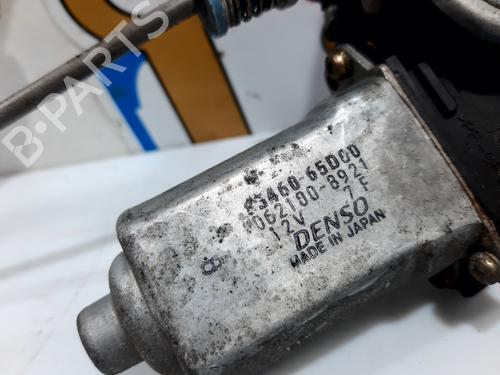 B-PARTS
83460-65D00
062100-8921
12V 7F
DENSO
MADE IN JAPAN